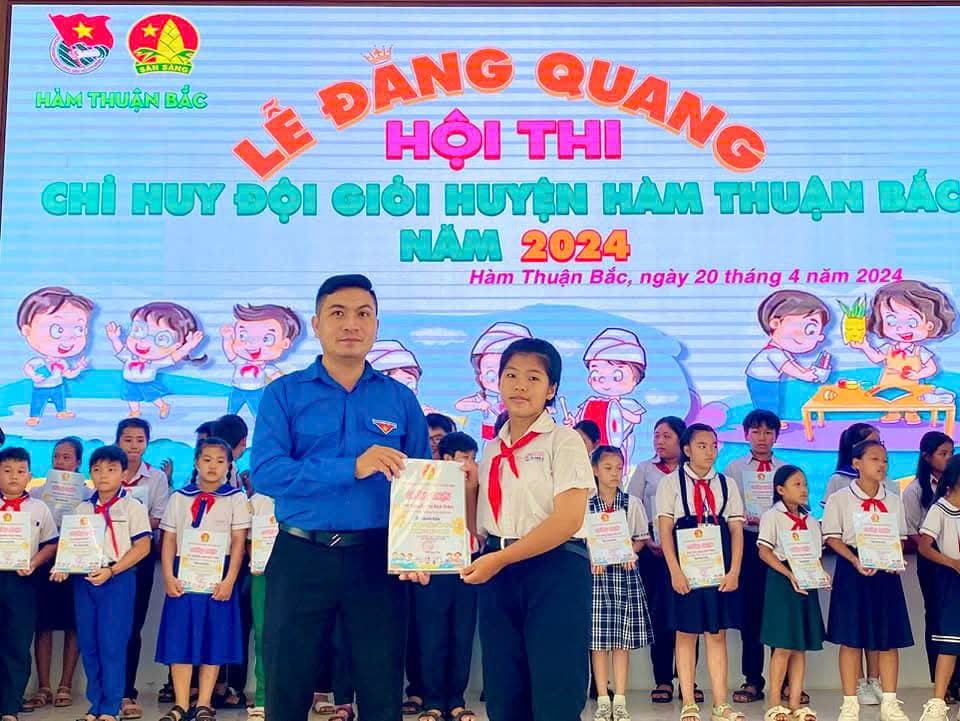 SẴN SÀNG
HÀM THUẬN BẮC
LỄ ĐĂNG QUANG
HỘI THI
CHỈ HUY ĐỘI GIỎI HUYỆN HÀM THUẬN BẮC
NĂM 2024
Hàm Thuận Bắc, ngày 20 tháng 4 năm 2024